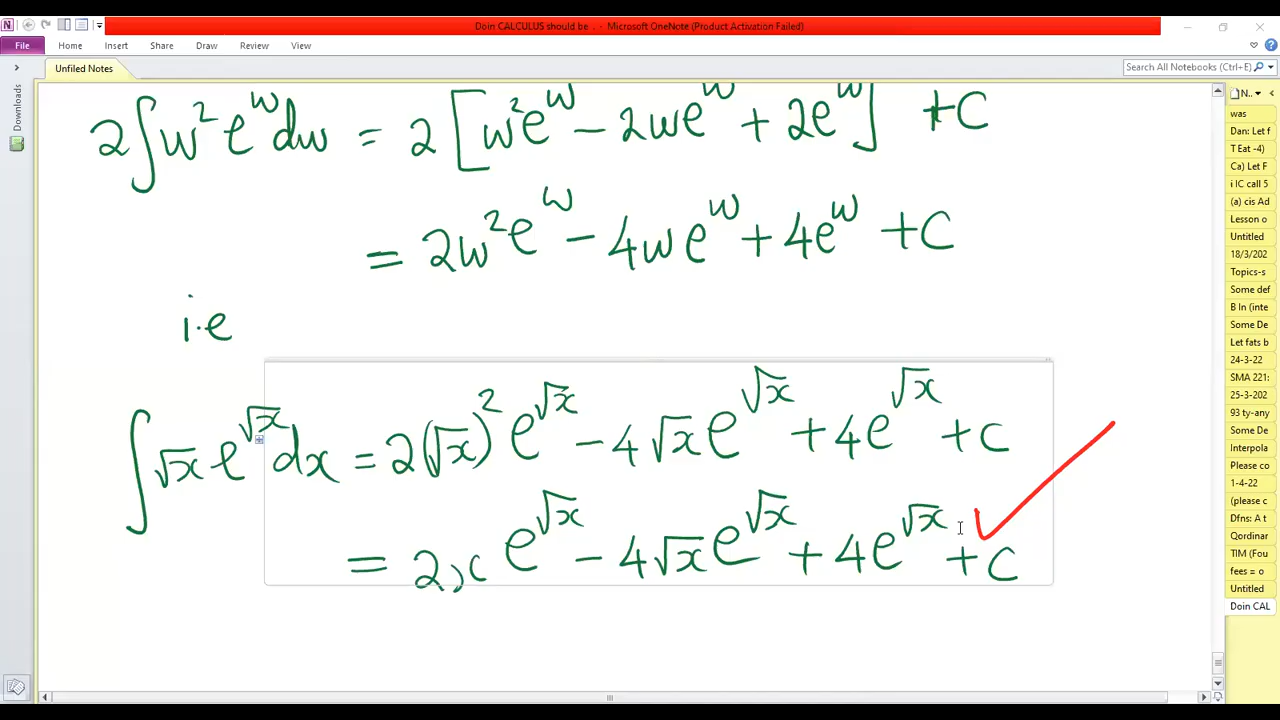 Doin CALCULUS should be . - Microsoft OneNote (Product Activation Failed)
File Home Insert Share Draw Review View
Unfiled Notes
Search All Notebooks (Ctrl+E)
Downloads
N..
was
Dan: Let f
T Eat -4)
Ca) Let F
i IC call 5
(a) cis Ad
Lesson o
Untitled
18/3/202
Topics-s
Some def
B In (inte
Some De
Let fats b
24-3-22
SMA 221:
25-3-202
93 ty-any
Some De
Interpola
Please co
1-4-22
(please c
Dfns: A t
Qordinar
TIM (Fou
fees = o
Untitled
Doin CAL
2∫w²e^w dw = 2[w²e^w - 2we^w + 2e^w] + C
= 2w²e^w - 4we^w + 4e^w + C
i.e
∫√x e^√x dx = 2(√x)² e^√x - 4√x e^√x + 4e^√x + C
= 2x e^√x - 4√x e^√x + 4e^√x + C